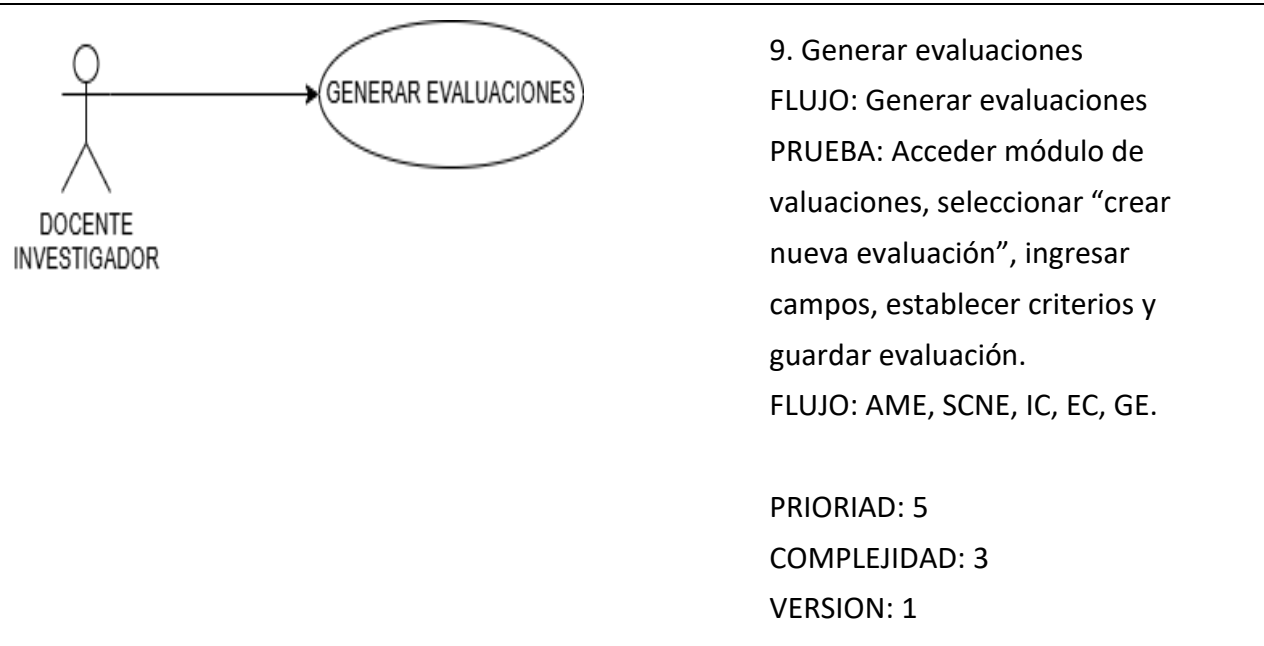 GENERAR EVALUACIONES
DOCENTE
INVESTIGADOR
9. Generar evaluaciones
FLUJO: Generar evaluaciones
PRUEBA: Acceder módulo de
valuaciones, seleccionar “crear
nueva evaluación”, ingresar
campos, establecer criterios y
guardar evaluación.
FLUJO: AME, SCNE, IC, EC, GE.
PRIORIAD: 5
COMPLEJIDAD: 3
VERSION: 1